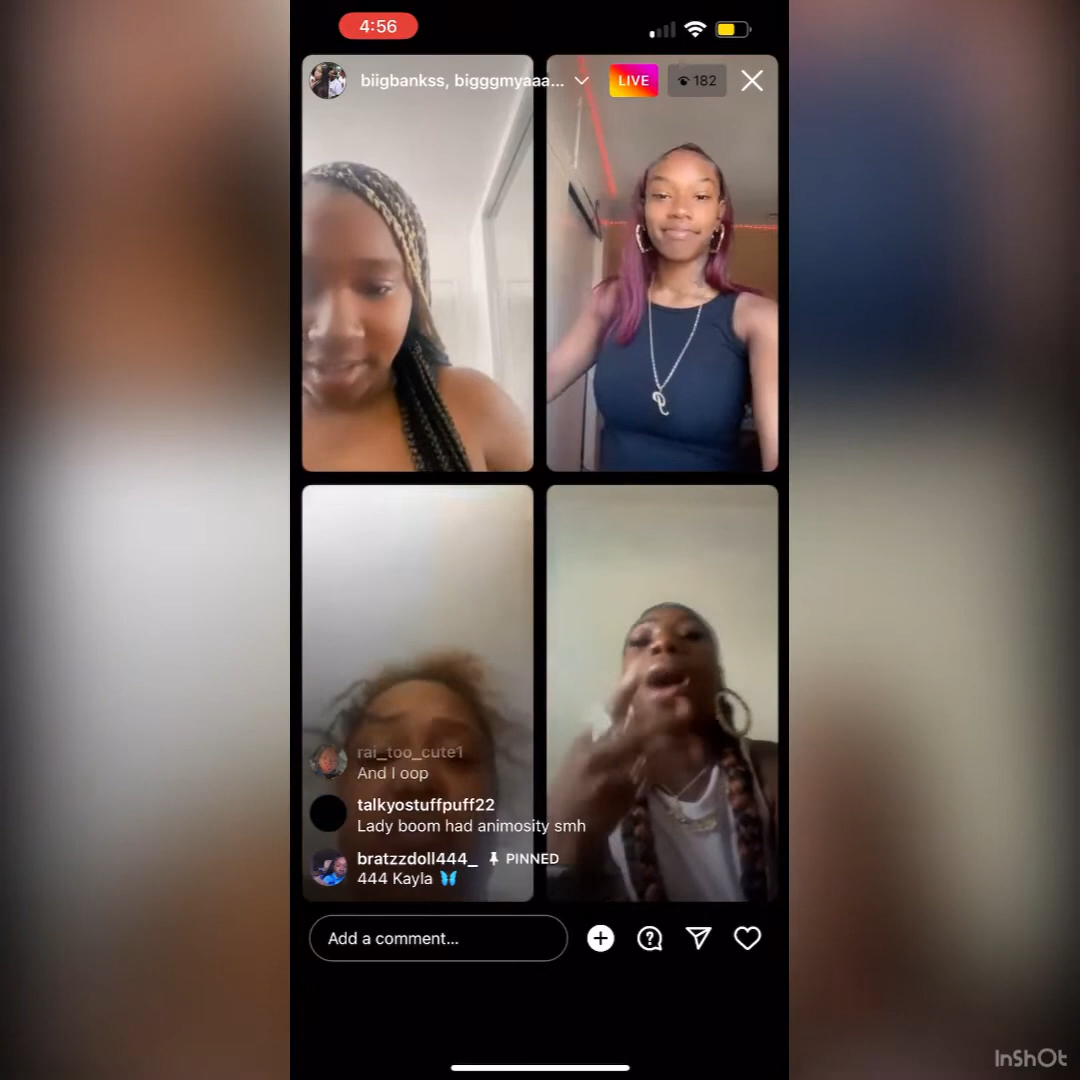 4:56
biigbankss, bigggmyaaa...
LIVE
182
rai_too_cute1
And I oop
talkyostuffpuff22
Lady boom had animosity smh
bratzzdoll444_ PINNED
444 Kayla 🦋
Add a comment...
InShOt